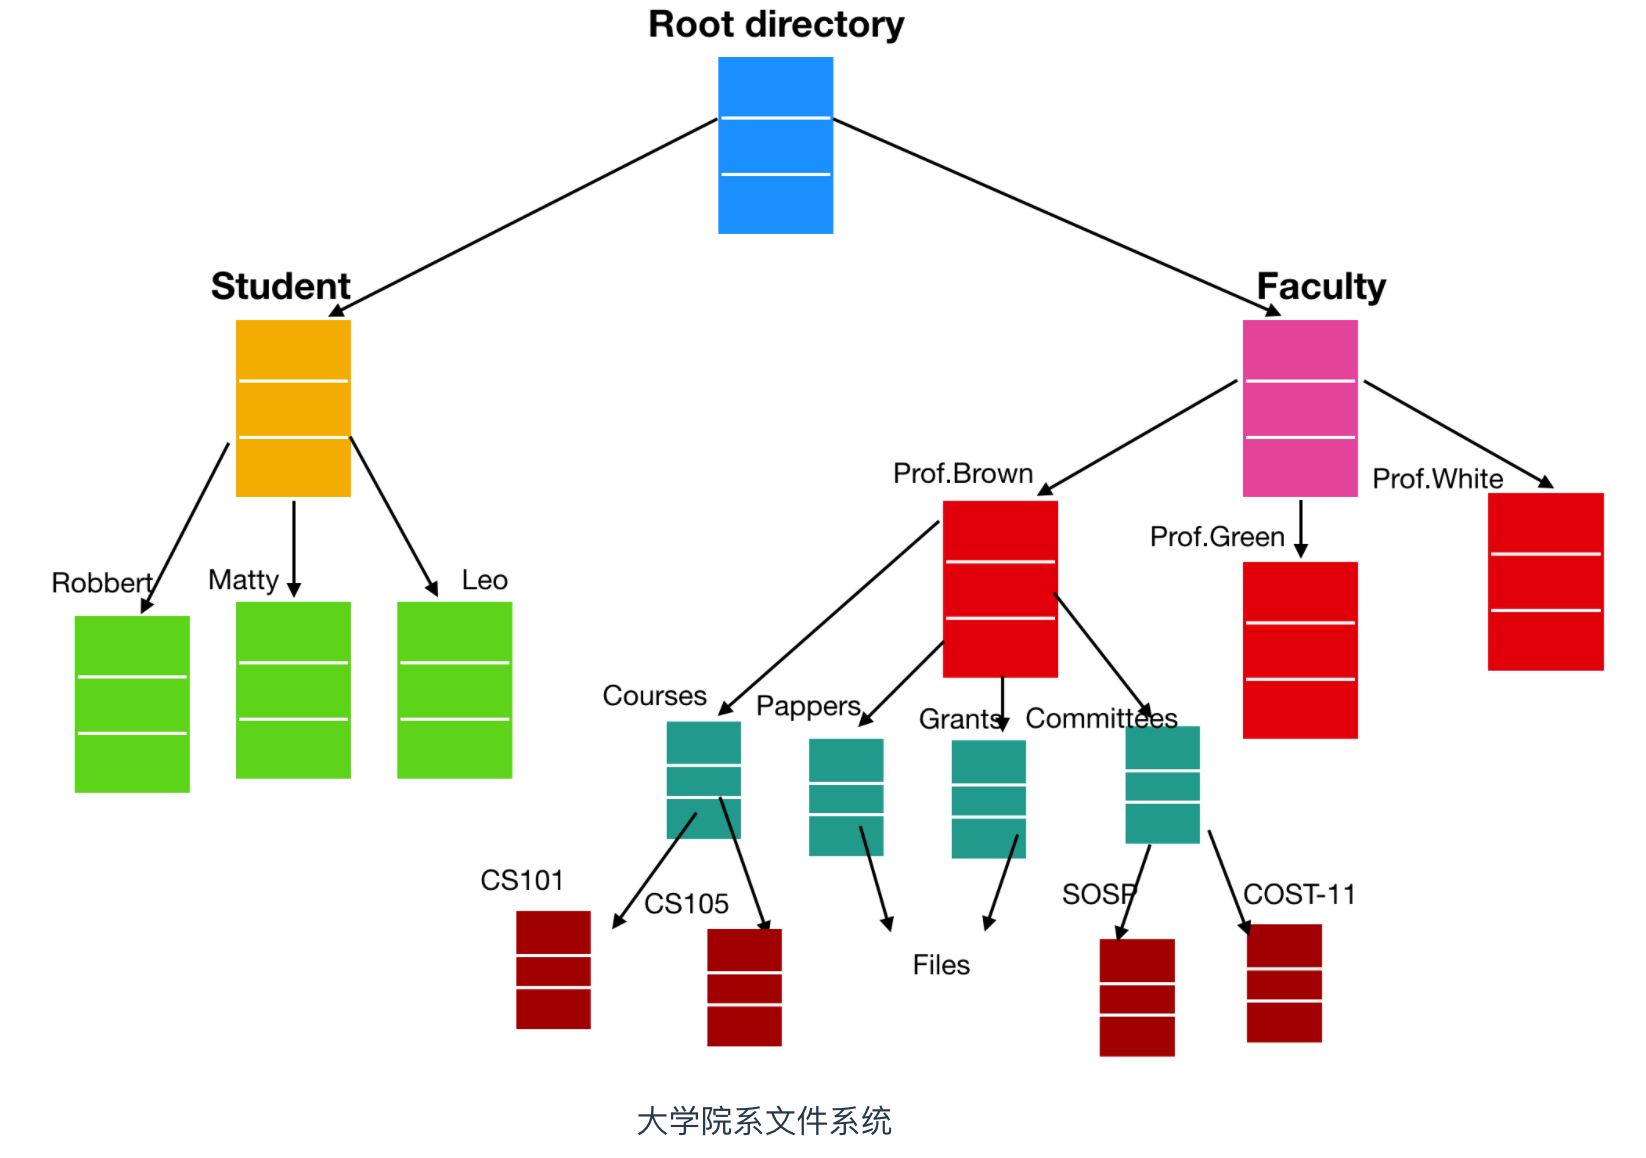 Root directory
Student
Faculty
Prof.Brown
Prof.White
Prof.Green
Robbert
Matty
Leo
Courses
Pappers
Grants
Committees
CS101
CS105
SOSP
COST-11
Files
大学院系文件系统